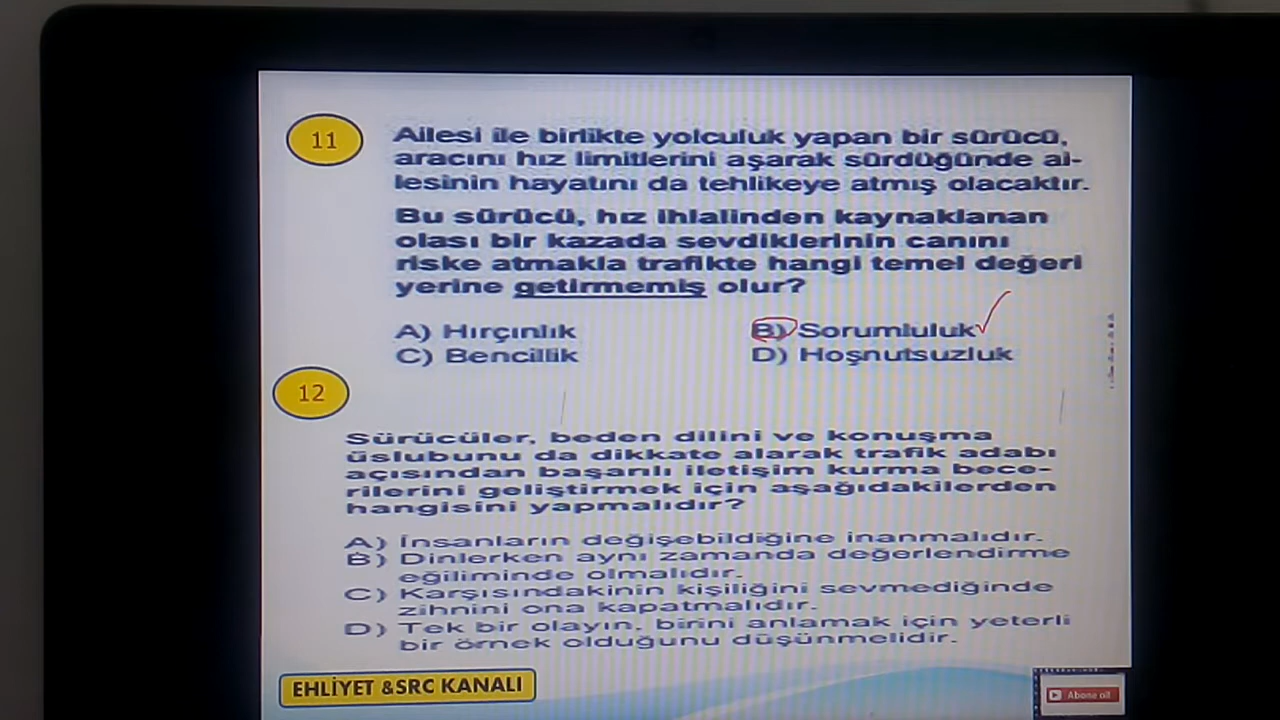 11
Ailesi ile birlikte yolculuk yapan bir sürücü,
aracını hız limitlerini aşarak sürdüğünde ai-
lesinin hayatını da tehlikeye atmış olacaktır.
Bu sürücü, hız ihlalinden kaynaklanan
olası bir kazada sevdiklerinin canını
riske atmakla trafikte hangi temel değeri
yerine getirmemiş olur?
A) Hırçınlık B) Sorumluluk
C) Bencillik D) Hoşnutsuzluk
12
Sürücüler, beden dilini ve konuşma
üslubunu da dikkate alarak trafik adabı
açısından başarılı iletişim kurma bece-
rilerini geliştirmek için aşağıdakilerden
hangisini yapmalıdır?
A) İnsanların değişebildiğine inanmalıdır.
B) Dinlerken aynı zamanda değerlendirme
eğiliminde olmalıdır.
C) Karşısındakinin kişiliğini sevmediğinde
zihnini ona kapatmalıdır.
D) Tek bir olayın, birini anlamak için yeterli
bir örnek olduğunu düşünmelidir.
EHLİYET &SRC KANALI
Abone ol!